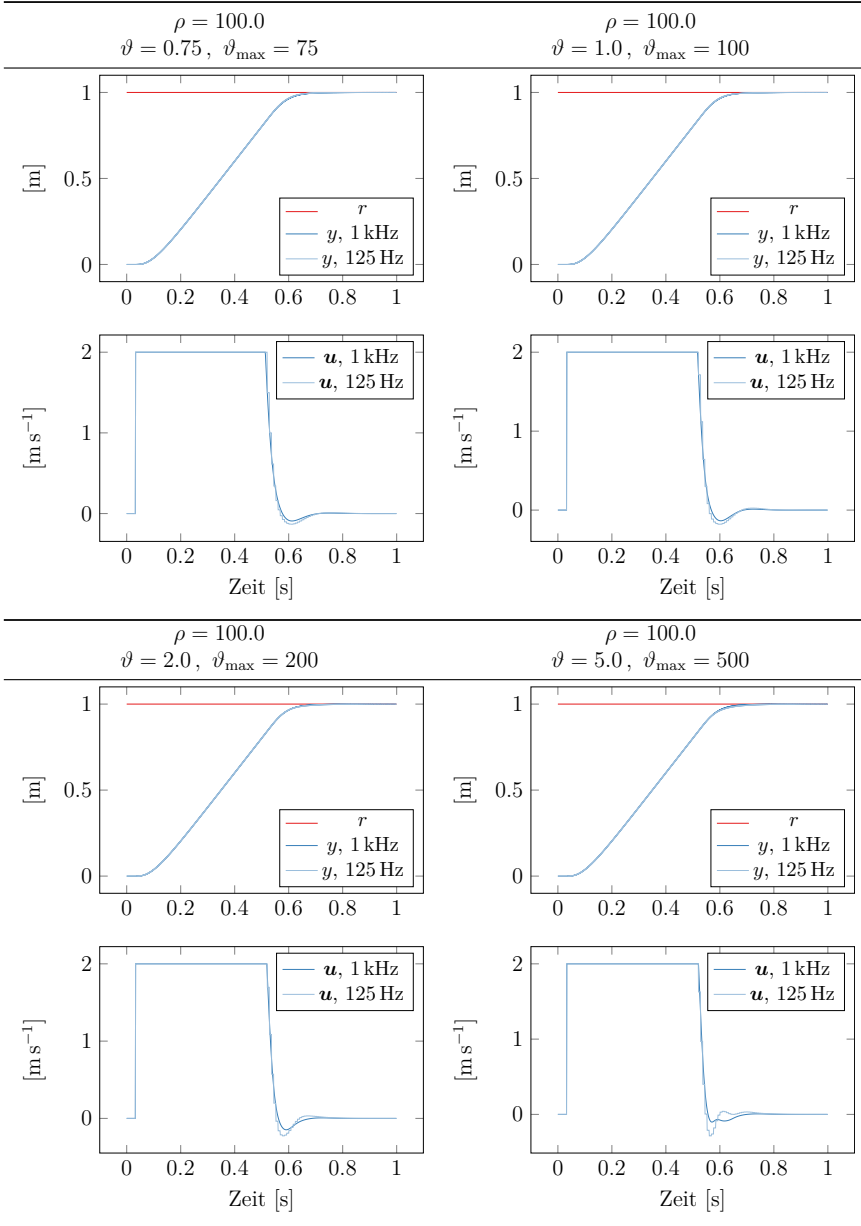 ρ = 100.0
ϑ = 0.75 , ϑmax = 75
ρ = 100.0
ϑ = 1.0 , ϑmax = 100
1
0.5
0
[m]
r
y, 1 kHz
y, 125 Hz
0 0.2 0.4 0.6 0.8 1
1
0.5
0
[m]
r
y, 1 kHz
y, 125 Hz
0 0.2 0.4 0.6 0.8 1
2
1
0
[m s⁻¹]
u, 1 kHz
u, 125 Hz
0 0.2 0.4 0.6 0.8 1
Zeit [s]
2
1
0
[m s⁻¹]
u, 1 kHz
u, 125 Hz
0 0.2 0.4 0.6 0.8 1
Zeit [s]
ρ = 100.0
ϑ = 2.0 , ϑmax = 200
ρ = 100.0
ϑ = 5.0 , ϑmax = 500
1
0.5
0
[m]
r
y, 1 kHz
y, 125 Hz
0 0.2 0.4 0.6 0.8 1
1
0.5
0
[m]
r
y, 1 kHz
y, 125 Hz
0 0.2 0.4 0.6 0.8 1
2
1
0
[m s⁻¹]
u, 1 kHz
u, 125 Hz
0 0.2 0.4 0.6 0.8 1
Zeit [s]
2
1
0
[m s⁻¹]
u, 1 kHz
u, 125 Hz
0 0.2 0.4 0.6 0.8 1
Zeit [s]